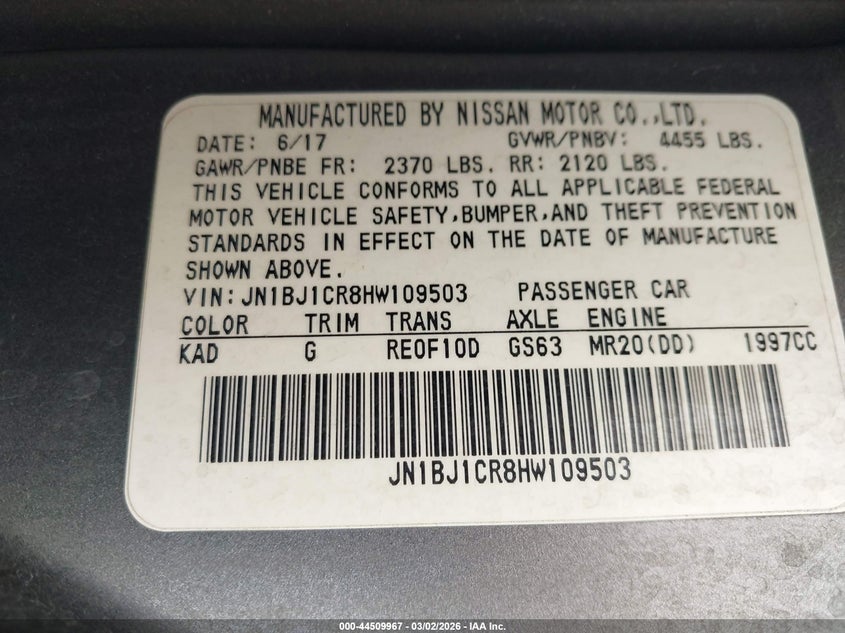 MANUFACTURED BY NISSAN MOTOR CO.,LTD.
DATE: 6/17 GVWR/PNBV: 4455 LBS.
GAWR/PNBE FR: 2370 LBS. RR: 2120 LBS.
THIS VEHICLE CONFORMS TO ALL APPLICABLE FEDERAL
MOTOR VEHICLE SAFETY,BUMPER,AND THEFT PREVENTION
STANDARDS IN EFFECT ON THE DATE OF MANUFACTURE
SHOWN ABOVE.
VIN:JN1BJ1CR8HW109503 PASSENGER CAR
COLOR TRIM TRANS AXLE ENGINE
KAD G RE0F10D GS63 MR20(DD) 1997CC
JN1BJ1CR8HW109503
000-44509967 - 03/02/2026 - IAA Inc.